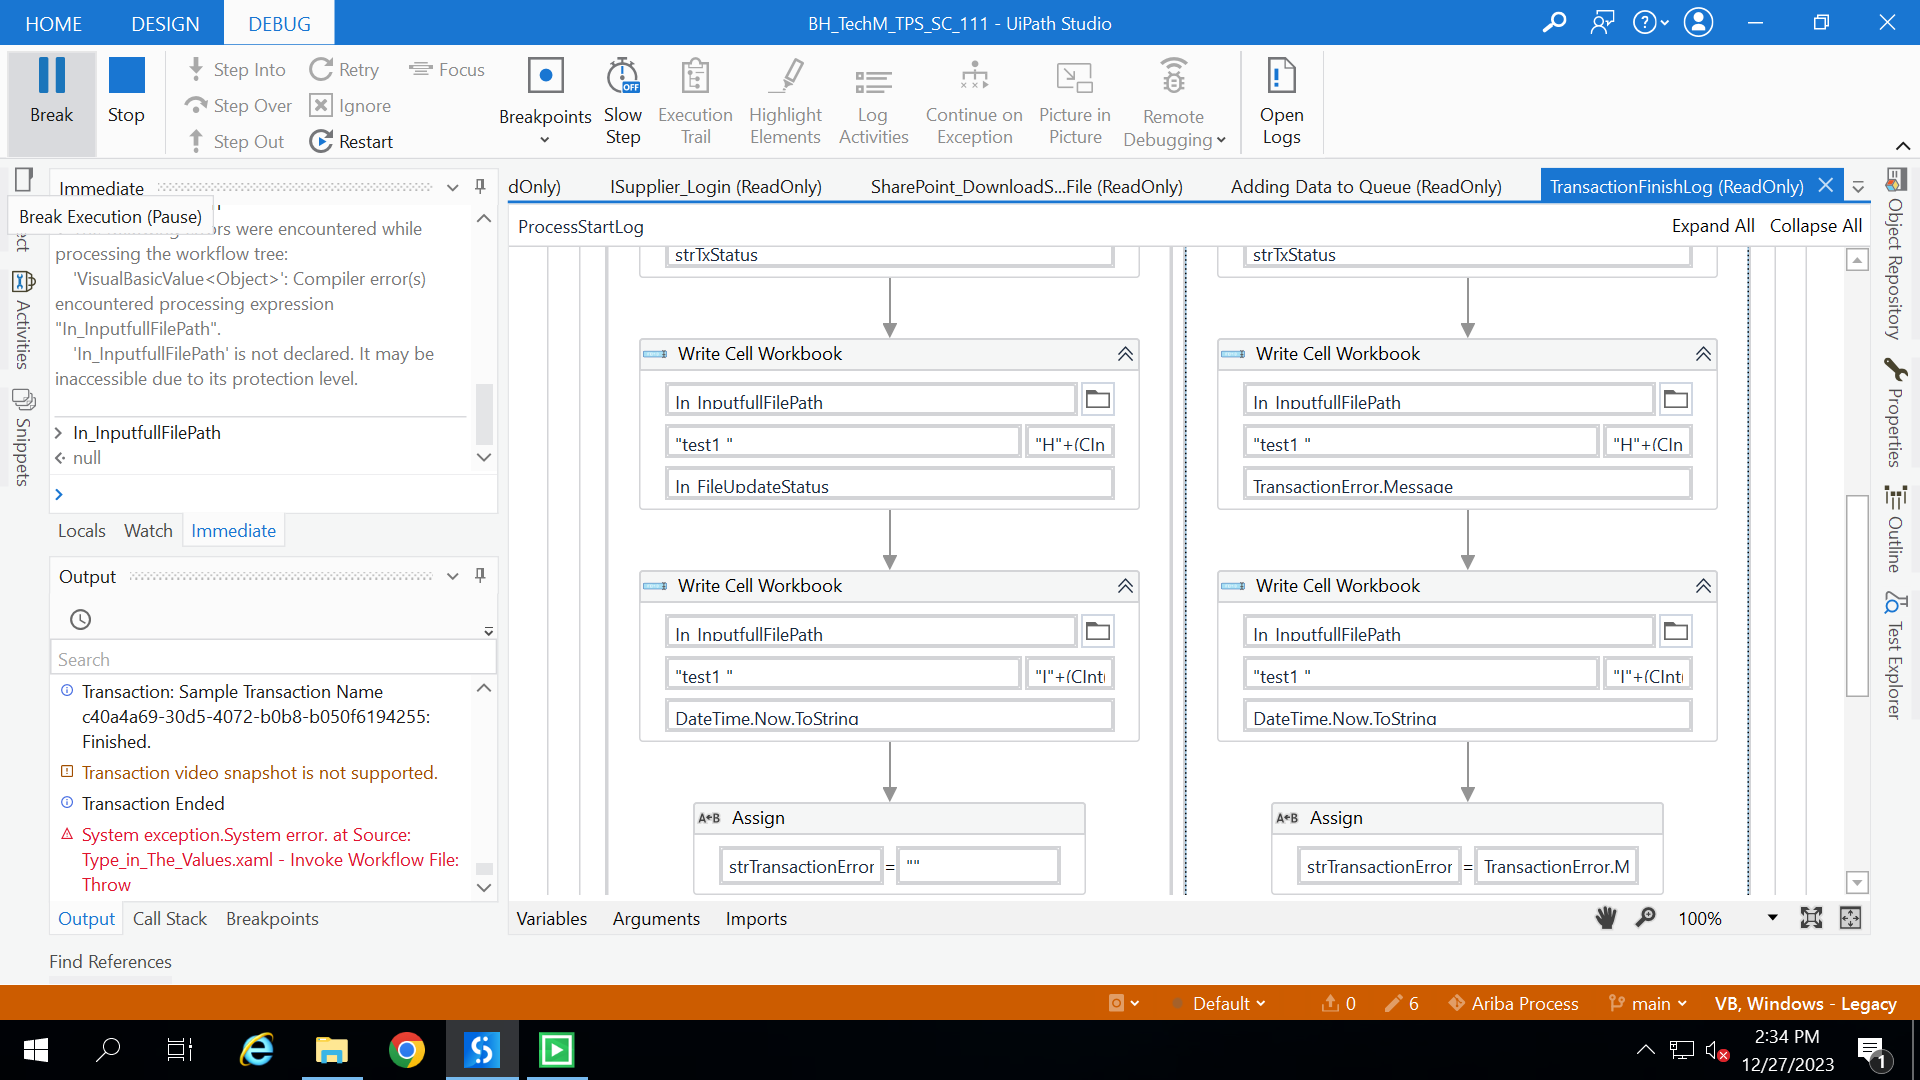 HOME DESIGN DEBUG BH_TechM_TPS_SC_111 - UiPath Studio
Break
Stop
Step Into
Step Over
Step Out
Retry
Ignore
Restart
Focus
Breakpoints
Slow
Step
Execution
Trail
Highlight
Elements
Log
Activities
Continue on
Exception
Picture in
Picture
Remote
Debugging
Open
Logs
Immediate
Break Execution (Pause)
were encountered while
processing the workflow tree:
'VisualBasicValue<Object>': Compiler error(s)
encountered processing expression
"In_InputfullFilePath".
'In_InputfullFilePath' is not declared. It may be
inaccessible due to its protection level.
In_InputfullFilePath
null
Locals Watch Immediate
Output
Search
Transaction: Sample Transaction Name
c40a4a69-30d5-4072-b0b8-b050f6194255:
Finished.
Transaction video snapshot is not supported.
Transaction Ended
System exception.System error. at Source:
Type_in_The_Values.xaml - Invoke Workflow File:
Throw
Output Call Stack Breakpoints
Find References
Activities
Snippets
dOnly) ISupplier_Login (ReadOnly) SharePoint_DownloadS...File (ReadOnly) Adding Data to Queue (ReadOnly) TransactionFinishLog (ReadOnly)
ProcessStartLog Expand All Collapse All
strTxStatus
Write Cell Workbook
In_InputfullFilePath
"test1 " "H"+(CIn
In_FileUpdateStatus
Write Cell Workbook
In_InputfullFilePath
"test1 " "I"+(CInt(
DateTime.Now.ToString
Assign
strTransactionError = ""
strTxStatus
Write Cell Workbook
In_InputfullFilePath
"test1 " "H"+(CIn
TransactionError.Message
Write Cell Workbook
In_InputfullFilePath
"test1 " "I"+(CInt(
DateTime.Now.ToString
Assign
strTransactionError = TransactionError.M
Variables Arguments Imports 100%
Object Repository
Properties
Outline
Test Explorer
Default 0 6 Ariba Process main VB, Windows - Legacy
2:34 PM
12/27/2023
1